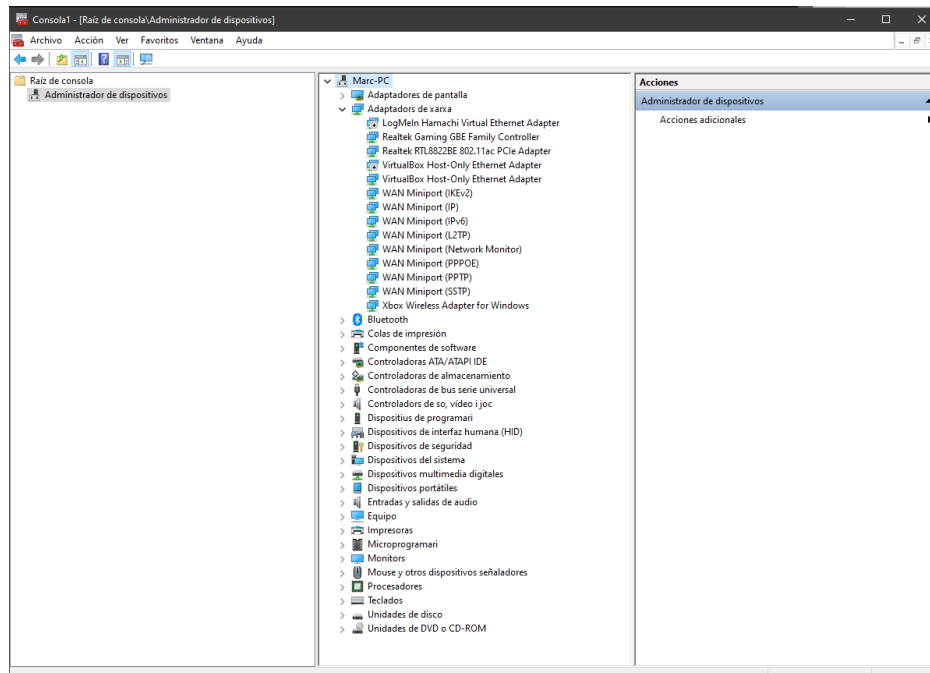 Consola1 - [Raíz de consola\Administrador de dispositivos]
Archivo Acción Ver Favoritos Ventana Ayuda
Raíz de consola
Administrador de dispositivos
Marc-PC
Adaptadores de pantalla
Adaptadors de xarxa
LogMeIn Hamachi Virtual Ethernet Adapter
Realtek Gaming GBE Family Controller
Realtek RTL8822BE 802.11ac PCIe Adapter
VirtualBox Host-Only Ethernet Adapter
VirtualBox Host-Only Ethernet Adapter
WAN Miniport (IKEv2)
WAN Miniport (IP)
WAN Miniport (IPv6)
WAN Miniport (L2TP)
WAN Miniport (Network Monitor)
WAN Miniport (PPPOE)
WAN Miniport (PPTP)
WAN Miniport (SSTP)
Xbox Wireless Adapter for Windows
Bluetooth
Colas de impresión
Componentes de software
Controladoras ATA/ATAPI IDE
Controladoras de almacenamiento
Controladoras de bus serie universal
Controladors de so, vídeo i joc
Dispositius de programari
Dispositivos de interfaz humana (HID)
Dispositivos de seguridad
Dispositivos del sistema
Dispositivos multimedia digitales
Dispositivos portátiles
Entradas y salidas de audio
Equipo
Impresoras
Microprogramari
Monitors
Mouse y otros dispositivos señaladores
Procesadores
Teclados
Unidades de disco
Unidades de DVD o CD-ROM
Acciones
Administrador de dispositivos
Acciones adicionales